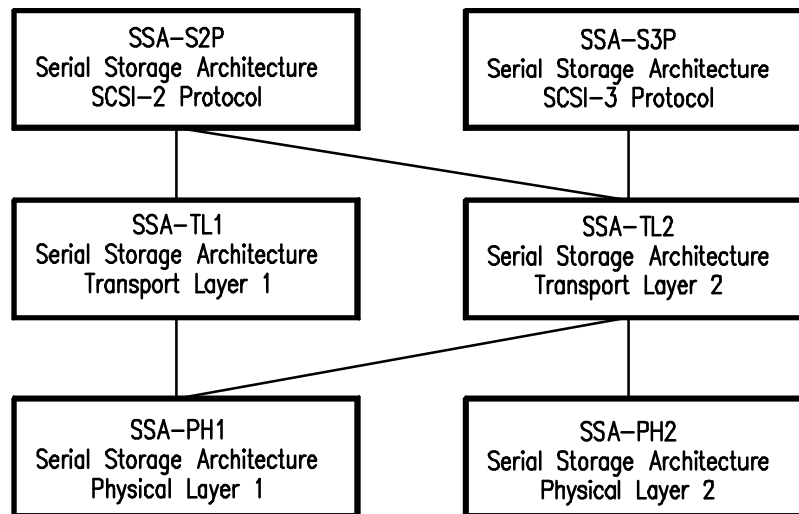 SSA-S2P
Serial Storage Architecture
SCSI-2 Protocol
SSA-S3P
Serial Storage Architecture
SCSI-3 Protocol
SSA-TL1
Serial Storage Architecture
Transport Layer 1
SSA-TL2
Serial Storage Architecture
Transport Layer 2
SSA-PH1
Serial Storage Architecture
Physical Layer 1
SSA-PH2
Serial Storage Architecture
Physical Layer 2